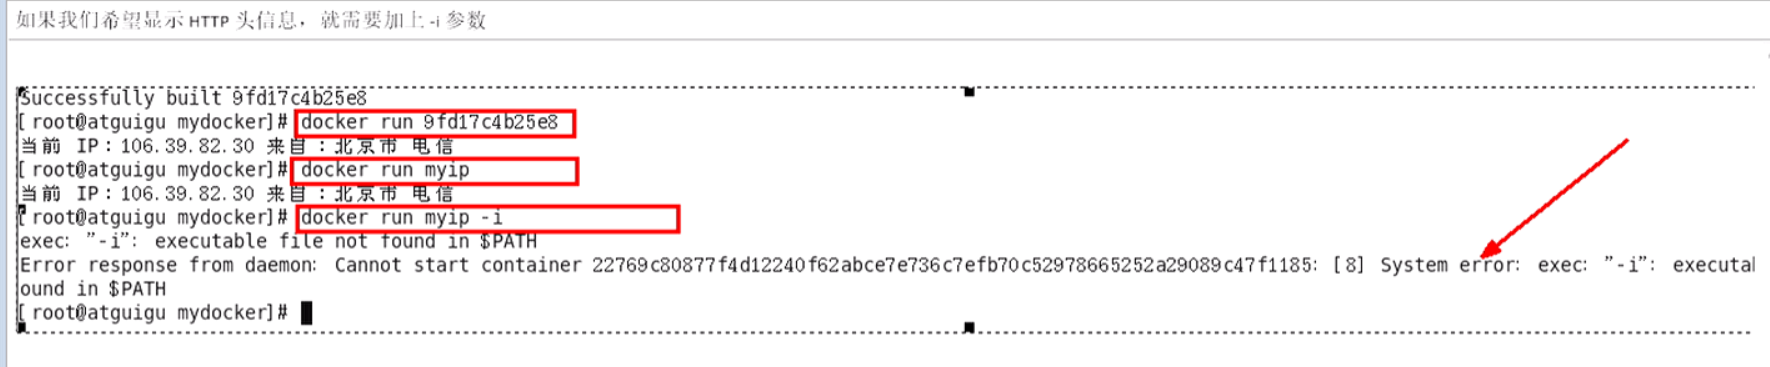 如果我们希望显示 HTTP 头信息，就需要加上 -i 参数
Successfully built 9fd17c4b25e8
[root@atguigu mydocker]# docker run 9fd17c4b25e8
当前 IP：106.39.82.30 来自：北京市 电信
[root@atguigu mydocker]# docker run myip
当前 IP：106.39.82.30 来自：北京市 电信
[root@atguigu mydocker]# docker run myip -i
exec: "-i": executable file not found in $PATH
Error response from daemon: Cannot start container 22769c80877f4d12240f62abce7e736c7efb70c52978665252a29089c47f1185: [8] System error: exec: "-i": executal
ound in $PATH
[root@atguigu mydocker]#